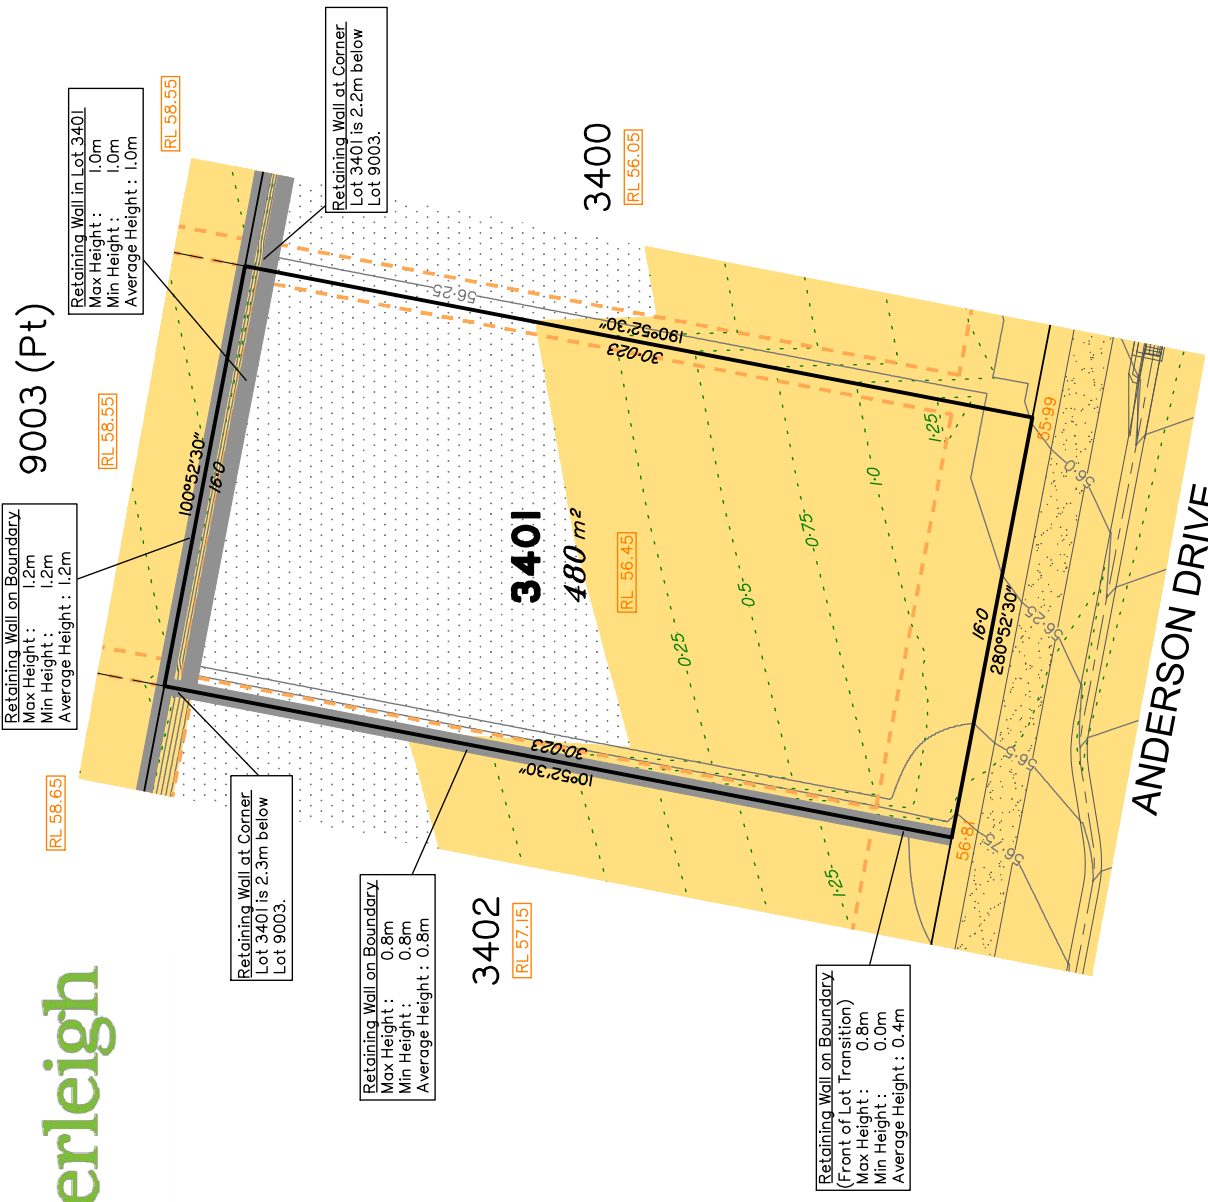 erleigh
9003 (Pt)
RL 58.55
RL 58.55
RL 58.65
Retaining Wall in Lot 3401
Max Height : 1.0m
Min Height : 1.0m
Average Height : 1.0m
Retaining Wall at Corner
Lot 3401 is 2.2m below
Lot 9003.
Retaining Wall on Boundary
Max Height : 1.2m
Min Height : 1.2m
Average Height : 1.2m
100°52'30"
16·0
3400
RL 56.05
56·25
190°52'30"
30·023
3401
480 m²
RL 56.45
0·25
0·5
0·75
1·0
1·25
Retaining Wall at Corner
Lot 3401 is 2.3m below
Lot 9003.
30·023
10°52'30"
Retaining Wall on Boundary
Max Height : 0.8m
Min Height : 0.8m
Average Height : 0.8m
3402
RL 57.15
1·25
16·0
280°52'30"
55·99
56·0
56·25
56·5
56·75
56·81
Retaining Wall on Boundary
(Front of Lot Transition)
Max Height : 0.8m
Min Height : 0.0m
Average Height : 0.4m
ANDERSON DRIVE